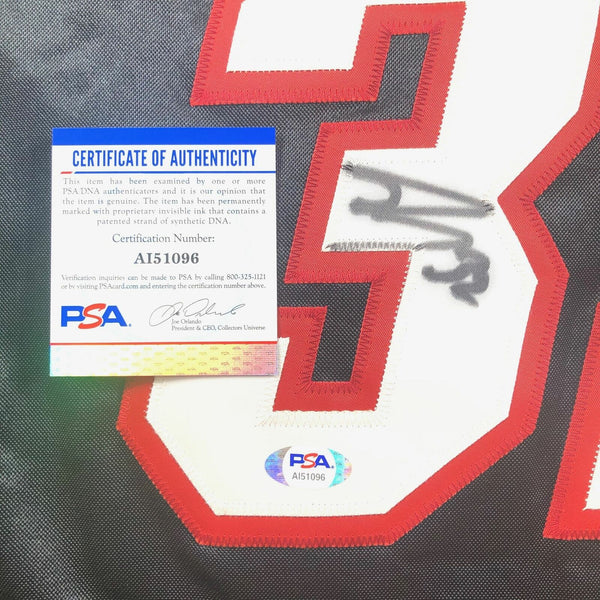 3
CERTIFICATE OF AUTHENTICITY
This item has been examined by one or more
PSA/DNA authenticators and it is our opinion that
the item is genuine. The item has been permanently
marked with proprietary invisible ink that contains
a patented strand of synthetic DNA.
Certification Number:
AI51096
Verification inquiries can be made to PSA by calling 800-325-1121
or by visiting PSAcard.com and entering the certification number above.
PSA
Joe Orlando
President & CEO, Collectors Universe
PSA
AI51096